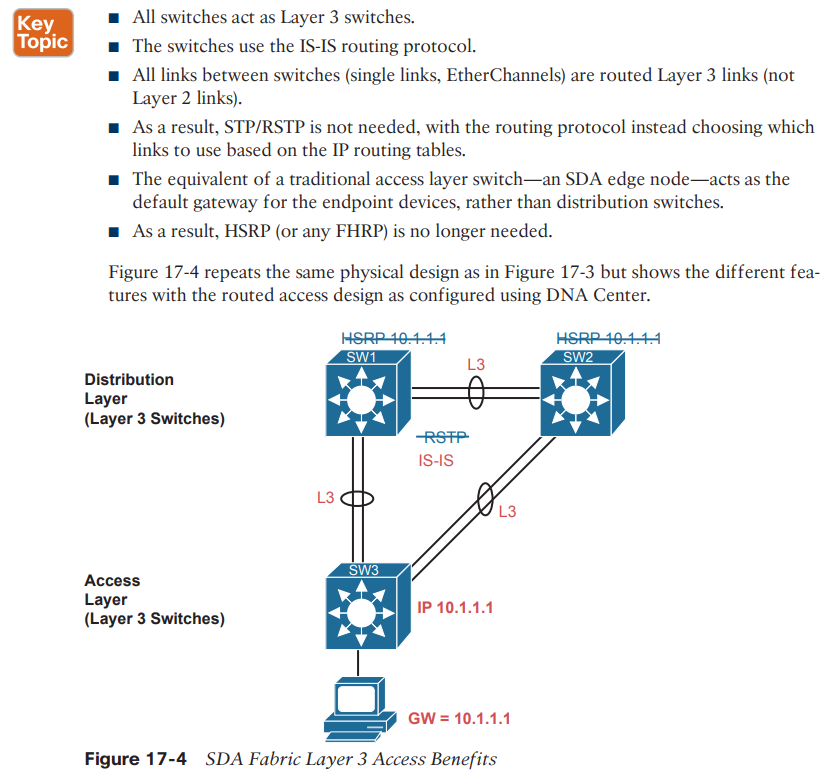 Key
Topic
■ All switches act as Layer 3 switches.
■ The switches use the IS-IS routing protocol.
■ All links between switches (single links, EtherChannels) are routed Layer 3 links (not
Layer 2 links).
■ As a result, STP/RSTP is not needed, with the routing protocol instead choosing which
links to use based on the IP routing tables.
■ The equivalent of a traditional access layer switch—an SDA edge node—acts as the
default gateway for the endpoint devices, rather than distribution switches.
■ As a result, HSRP (or any FHRP) is no longer needed.
Figure 17-4 repeats the same physical design as in Figure 17-3 but shows the different fea-
tures with the routed access design as configured using DNA Center.
HSRP 10.1.1.1
HSRP 10.1.1.1
SW1
SW2
L3
Distribution
Layer
(Layer 3 Switches)
RSTP
IS-IS
L3
L3
SW3
Access
Layer
(Layer 3 Switches)
IP 10.1.1.1
GW = 10.1.1.1
Figure 17-4 SDA Fabric Layer 3 Access Benefits